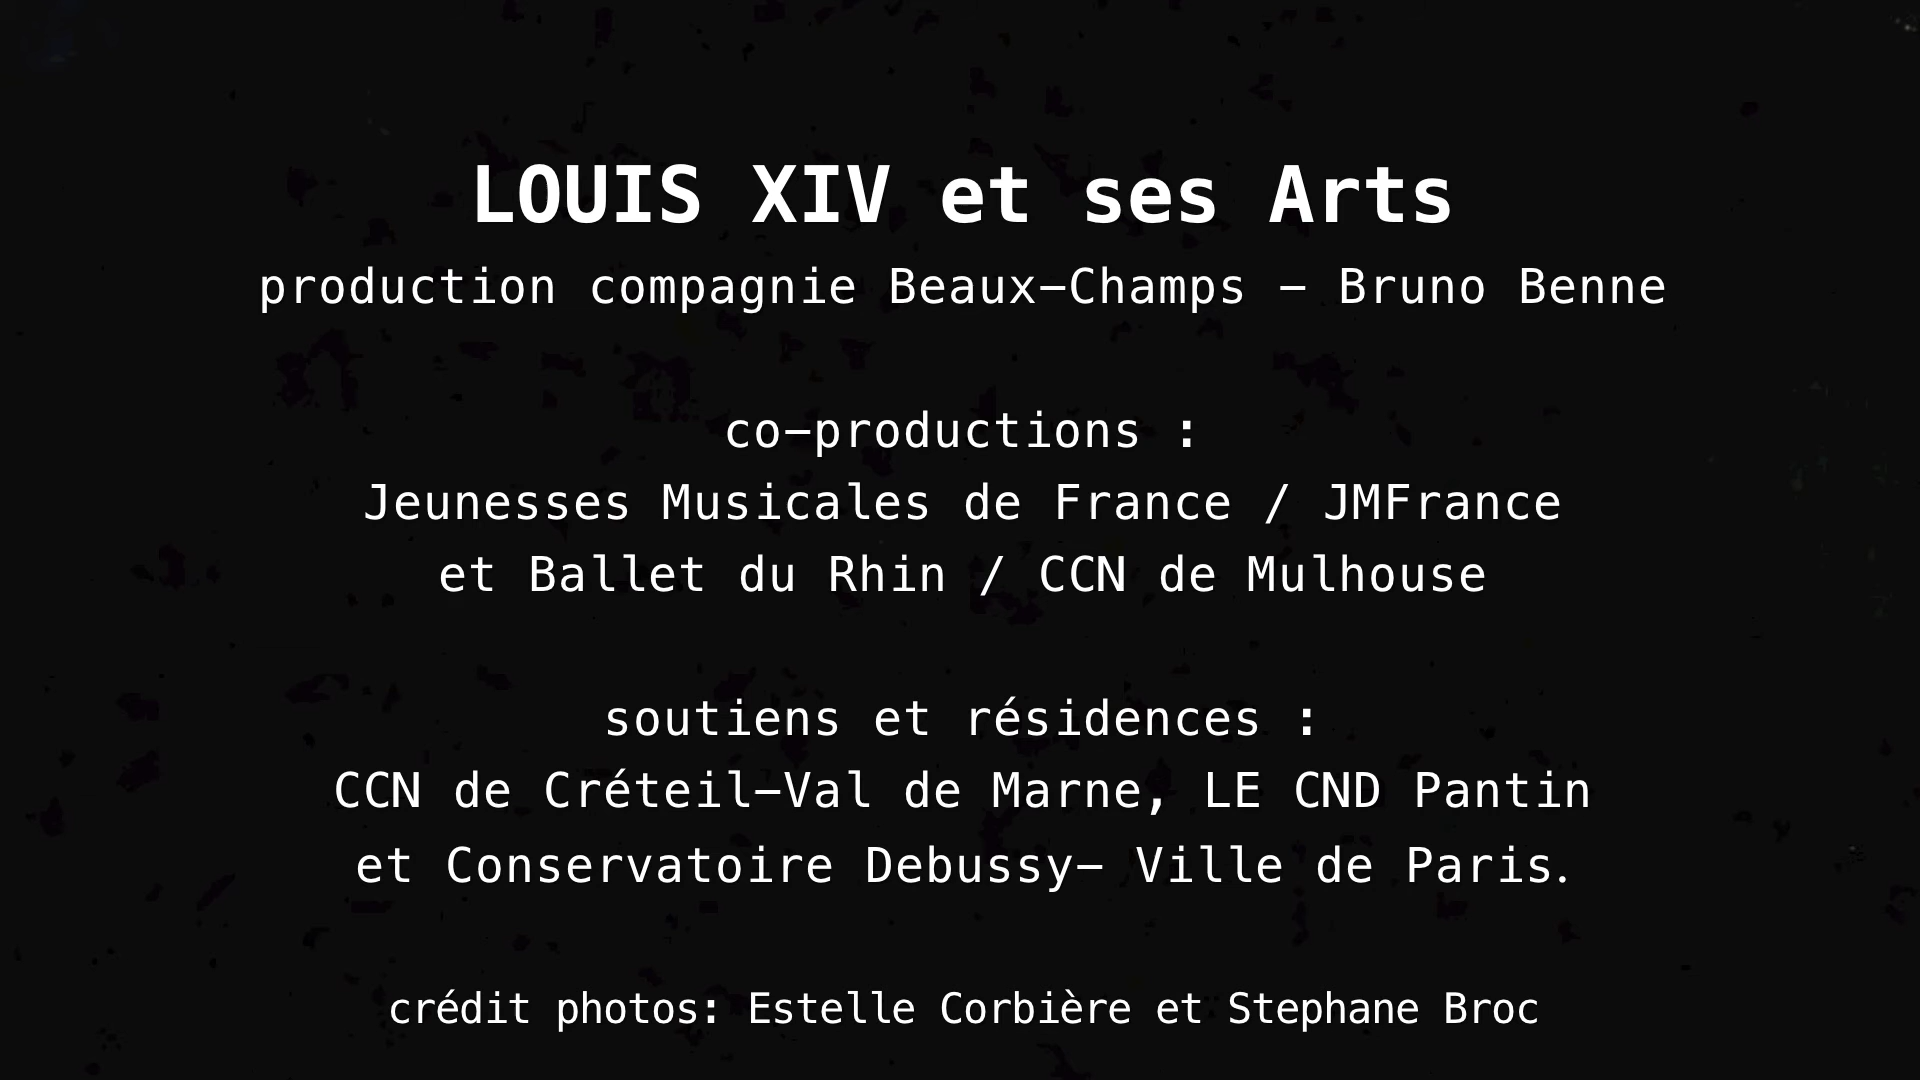 LOUIS XIV et ses Arts
production compagnie Beaux-Champs - Bruno Benne
co-productions :
Jeunesses Musicales de France / JMFrance
et Ballet du Rhin / CCN de Mulhouse
soutiens et résidences :
CCN de Créteil-Val de Marne, LE CND Pantin
et Conservatoire Debussy- Ville de Paris.
crédit photos: Estelle Corbière et Stephane Broc